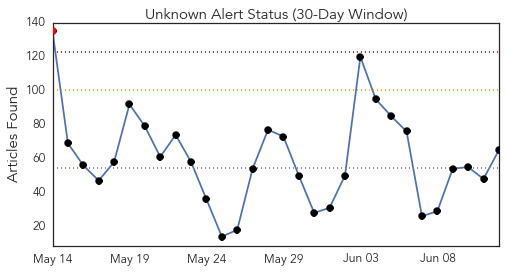 Unknown Alert Status (30-Day Window)
Articles Found
140
120
100
80
60
40
20
May 14 May 19 May 24 May 29 Jun 03 Jun 08